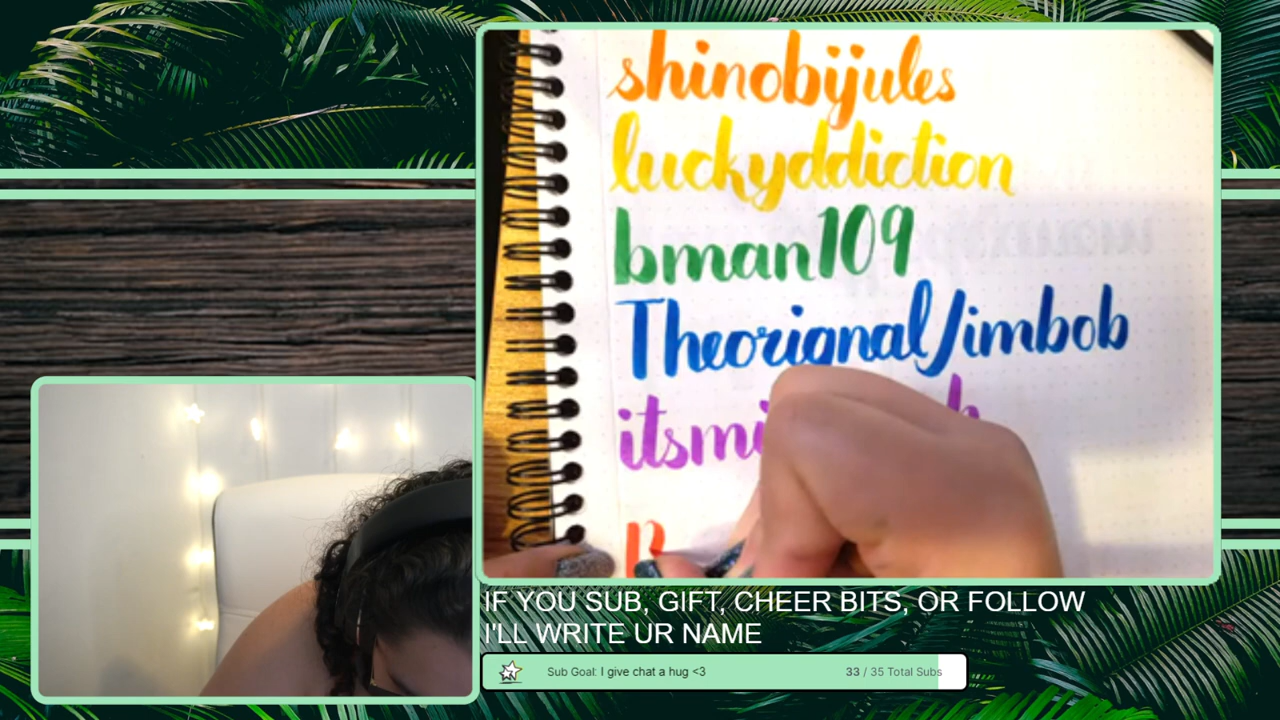 shinobijules
luckyddiction
bman109
Theorianal/imbob
IF YOU SUB, GIFT, CHEER BITS, OR FOLLOW
I'LL WRITE UR NAME
Sub Goal: I give chat a hug <3
33 / 35 Total Subs